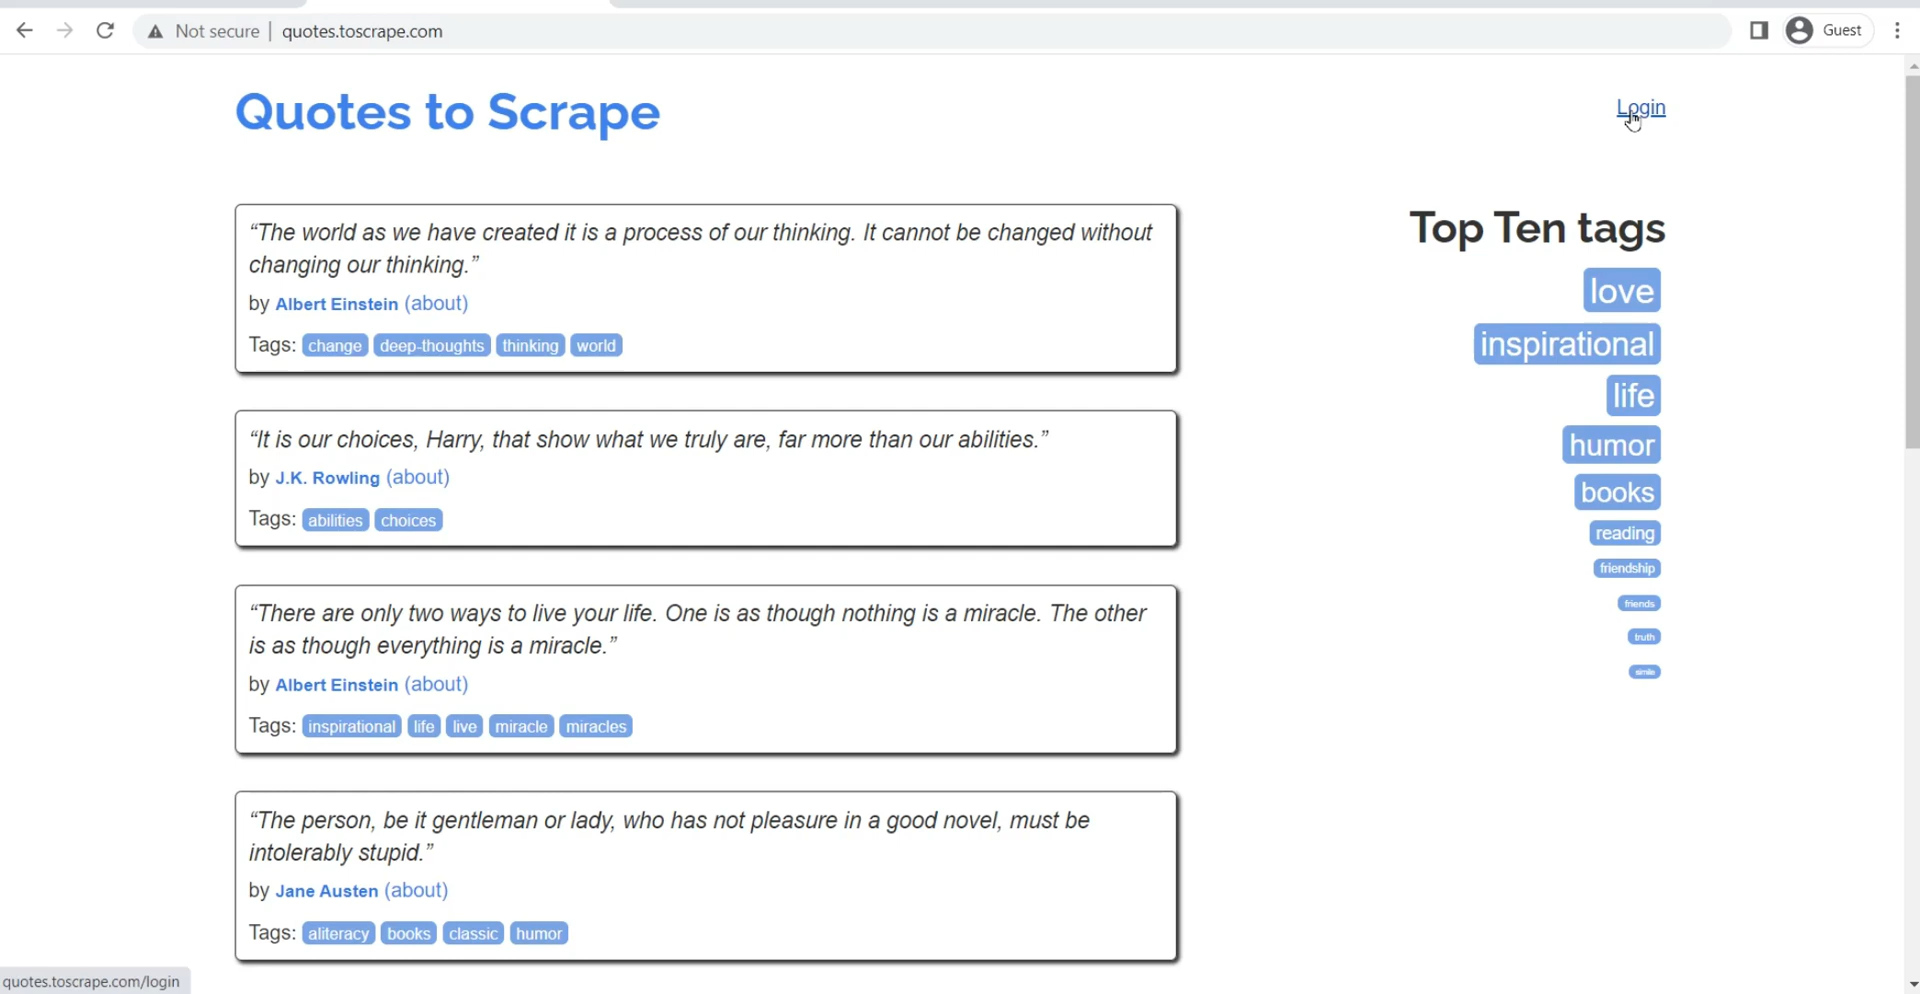 Not secure | quotes.toscrape.com
Guest
Quotes to Scrape
Login
“The world as we have created it is a process of our thinking. It cannot be changed without
changing our thinking.”
by Albert Einstein (about)
Tags: change deep-thoughts thinking world
“It is our choices, Harry, that show what we truly are, far more than our abilities.”
by J.K. Rowling (about)
Tags: abilities choices
“There are only two ways to live your life. One is as though nothing is a miracle. The other
is as though everything is a miracle.”
by Albert Einstein (about)
Tags: inspirational life live miracle miracles
“The person, be it gentleman or lady, who has not pleasure in a good novel, must be
intolerably stupid.”
by Jane Austen (about)
Tags: aliteracy books classic humor
Top Ten tags
love
inspirational
life
humor
books
reading
friendship
friends
truth
simile
quotes.toscrape.com/login